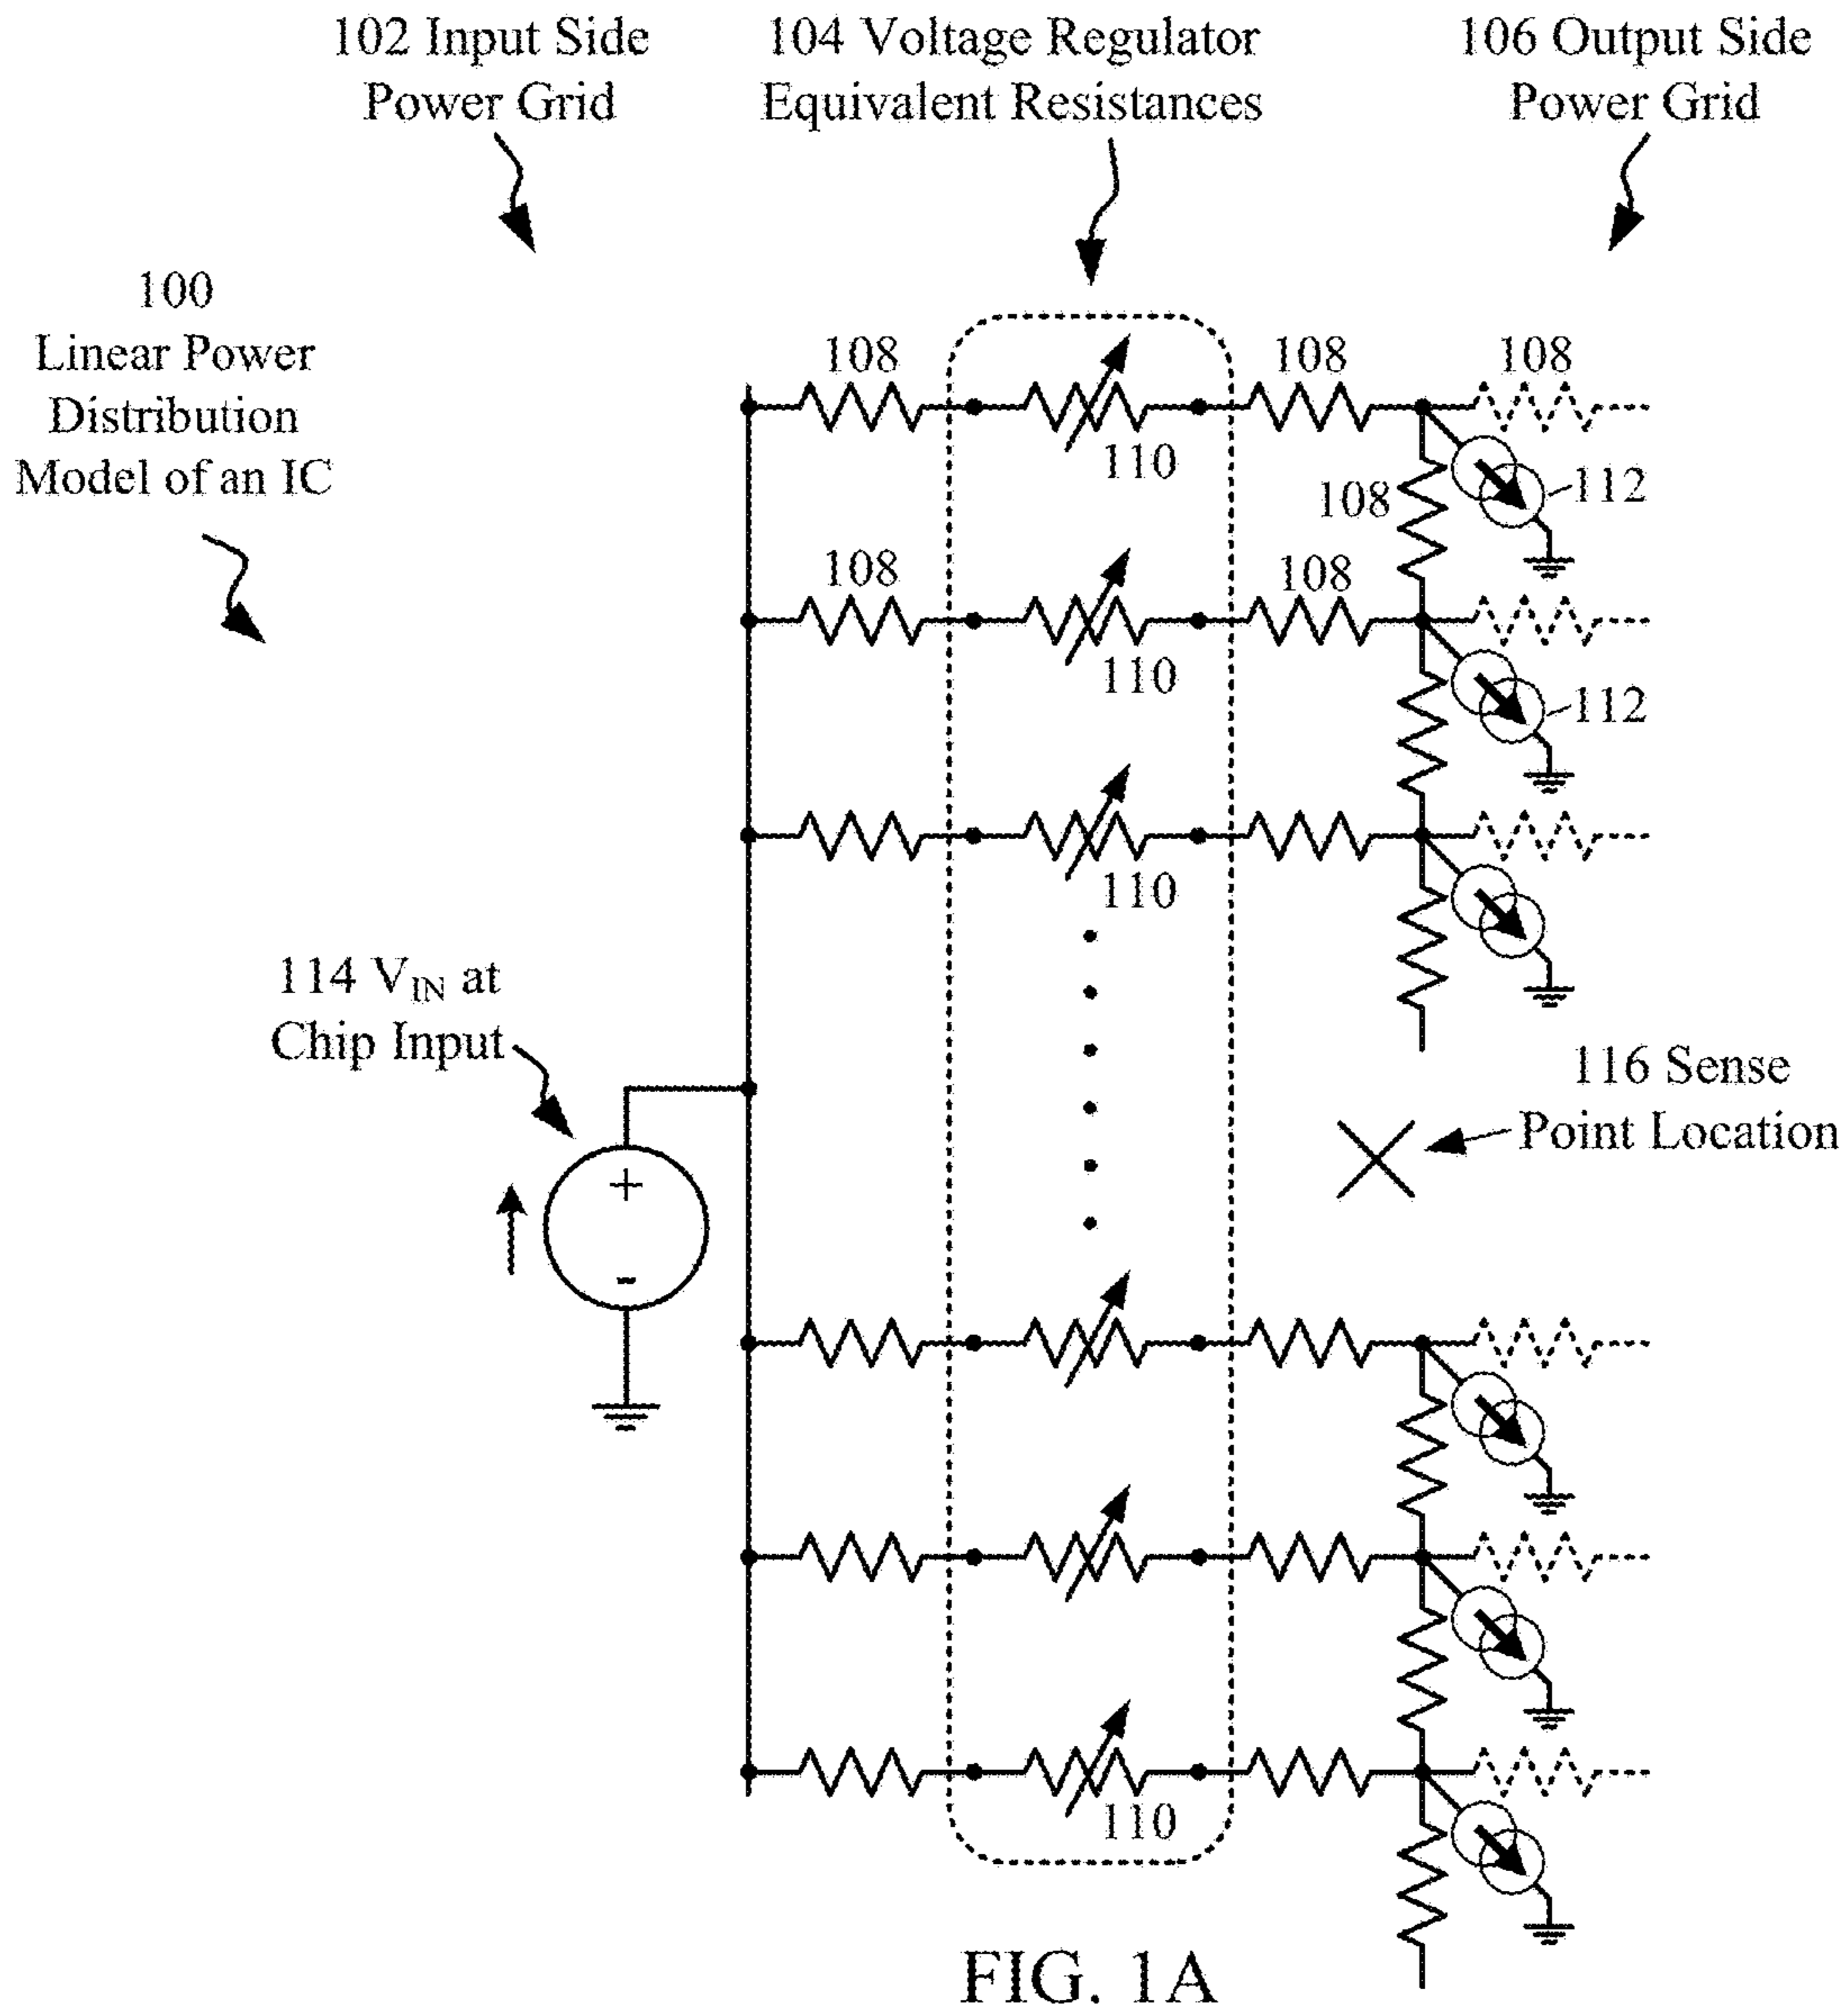 102 Input Side
Power Grid
104 Voltage Regulator
Equivalent Resistances
106 Output Side
Power Grid
100
Linear Power
Distribution
Model of an IC
108
108
108
110
108
112
108
108
110
112
110
114 VIN at
Chip Input
116 Sense
Point Location
+
-
110
FIG. 1A